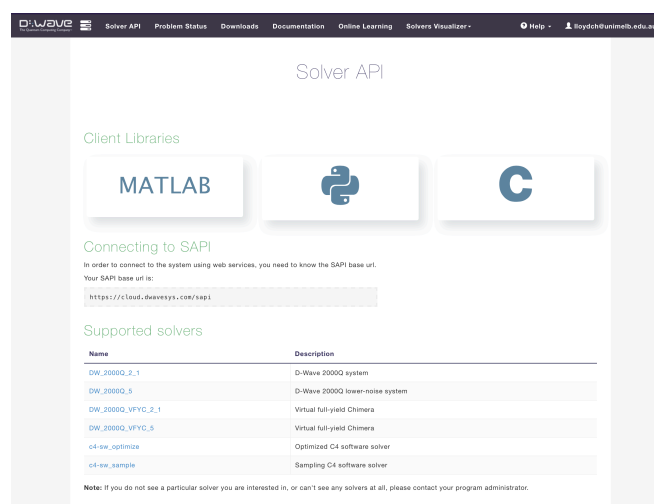 D:Wave
The Quantum Computing Company
Solver API Problem Status Downloads Documentation Online Learning Solvers Visualizer Help lloydch@unimelb.edu.au
Solver API
Client Libraries
MATLAB
C
Connecting to SAPI
In order to connect to the system using web services, you need to know the SAPI base url.
Your SAPI base url is:
https://cloud.dwavesys.com/sapi
Supported solvers
Name Description
DW_2000Q_2_1 D-Wave 2000Q system
DW_2000Q_5 D-Wave 2000Q lower-noise system
DW_2000Q_VFYC_2_1 Virtual full-yield Chimera
DW_2000Q_VFYC_5 Virtual full-yield Chimera
c4-sw_optimize Optimized C4 software solver
c4-sw_sample Sampling C4 software solver
Note: If you do not see a particular solver you are interested in, or can't see any solvers at all, please contact your program administrator.